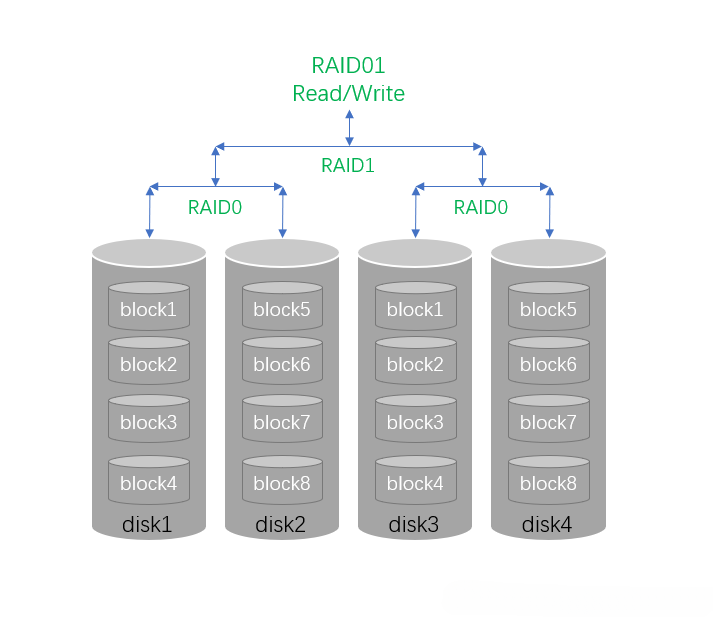 RAID01
Read/Write
RAID1
RAID0 RAID0
block1 block5 block1 block5
block2 block6 block2 block6
block3 block7 block3 block7
block4 block8 block4 block8
disk1 disk2 disk3 disk4